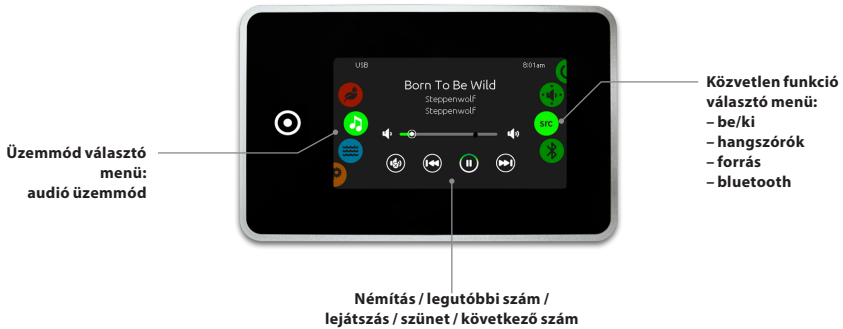 USB
8:01am
Born To Be Wild
Steppenwolf
Steppenwolf
src
Üzemmód választó
menü:
audió üzemmód
Közvetlen funkció
választó menü:
– be/ki
– hangszórók
– forrás
– bluetooth
Némítás / legutóbbi szám /
lejátszás / szünet / következő szám